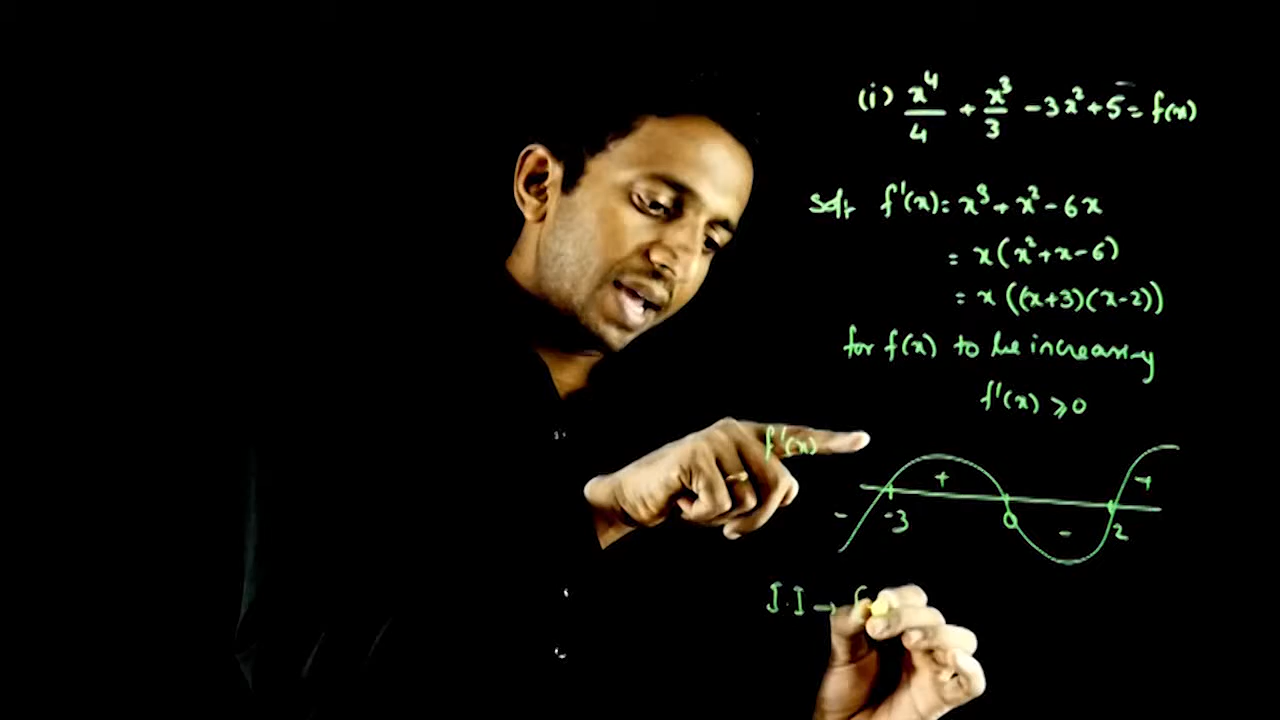 (i) x⁴/4 + x³/3 - 3x² + 5 = f(x)
Solⁿ f'(x) = x³ + x² - 6x
= x(x² + x - 6)
= x((x+3)(x-2))
for f(x) to be increasing
f'(x) ⩾ 0
f'(x)
+ +
- -3 0 - 2
I.I →